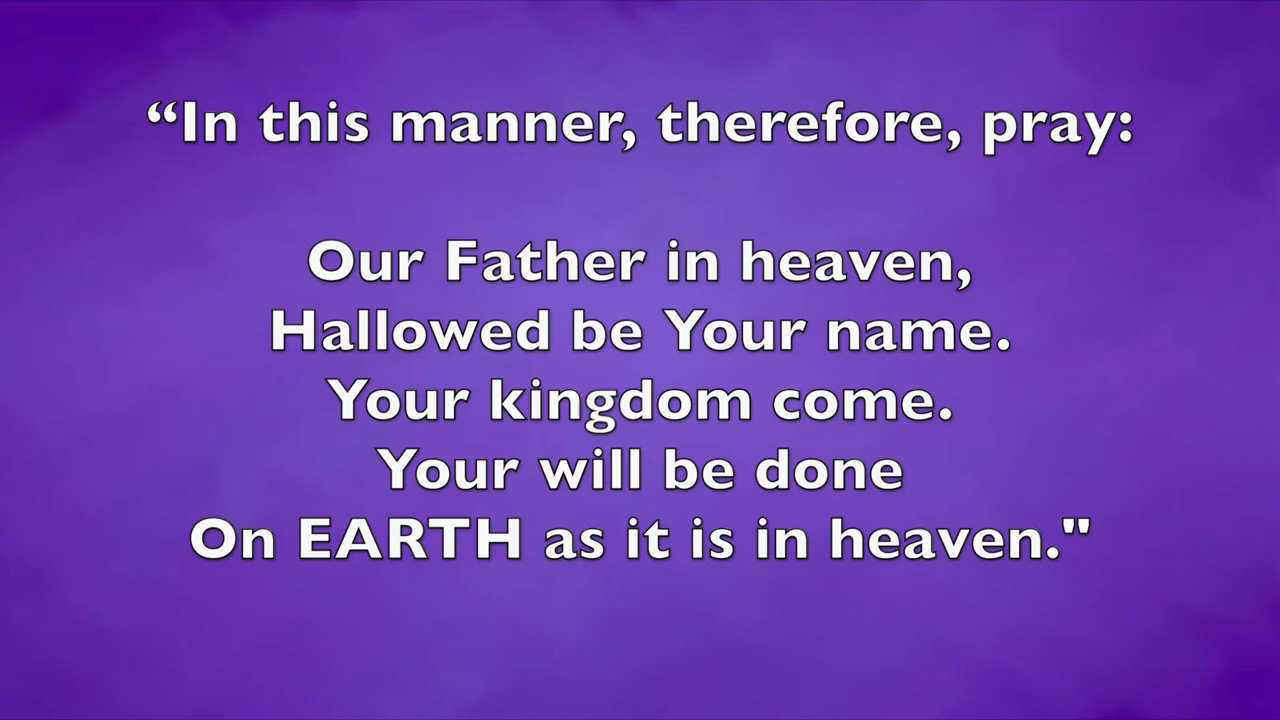 “In this manner, therefore, pray:
Our Father in heaven,
Hallowed be Your name.
Your kingdom come.
Your will be done
On EARTH as it is in heaven."